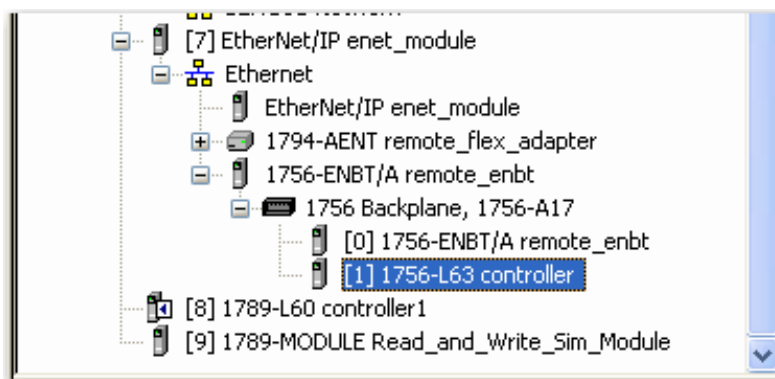 [7] EtherNet/IP enet_module
Ethernet
EtherNet/IP enet_module
1794-AENT remote_flex_adapter
1756-ENBT/A remote_enbt
1756 Backplane, 1756-A17
[0] 1756-ENBT/A remote_enbt
[1] 1756-L63 controller
[8] 1789-L60 controller1
[9] 1789-MODULE Read_and_Write_Sim_Module